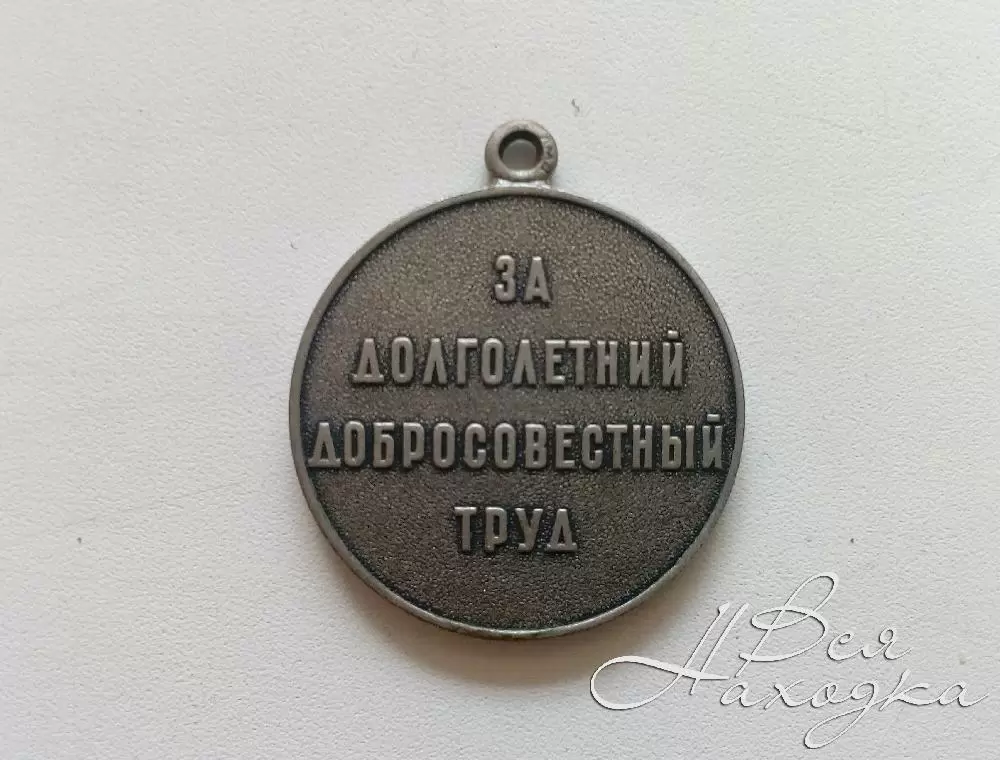 ЗА
ДОЛГОЛЕТНИЙ
ДОБРОСОВЕСТНЫЙ
ТРУД
Вся
Находка